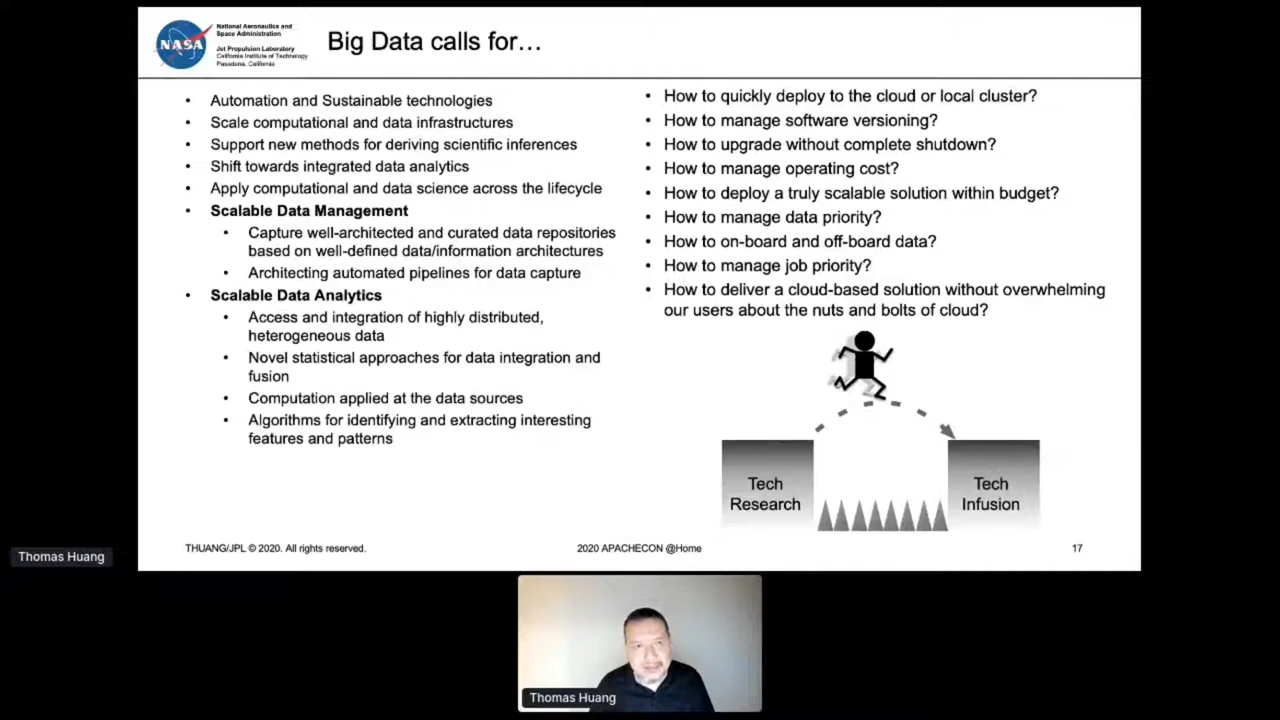 National Aeronautics and
Space Administration
Jet Propulsion Laboratory
California Institute of Technology
Pasadena, California
NASA
Big Data calls for…
• Automation and Sustainable technologies
• Scale computational and data infrastructures
• Support new methods for deriving scientific inferences
• Shift towards integrated data analytics
• Apply computational and data science across the lifecycle
• Scalable Data Management
• Capture well-architected and curated data repositories
based on well-defined data/information architectures
• Architecting automated pipelines for data capture
• Scalable Data Analytics
• Access and integration of highly distributed,
heterogeneous data
• Novel statistical approaches for data integration and
fusion
• Computation applied at the data sources
• Algorithms for identifying and extracting interesting
features and patterns
• How to quickly deploy to the cloud or local cluster?
• How to manage software versioning?
• How to upgrade without complete shutdown?
• How to manage operating cost?
• How to deploy a truly scalable solution within budget?
• How to manage data priority?
• How to on-board and off-board data?
• How to manage job priority?
• How to deliver a cloud-based solution without overwhelming
our users about the nuts and bolts of cloud?
Tech
Research
Tech
Infusion
THUANG/JPL © 2020. All rights reserved.
2020 APACHECON @Home
17
Thomas Huang
Thomas Huang